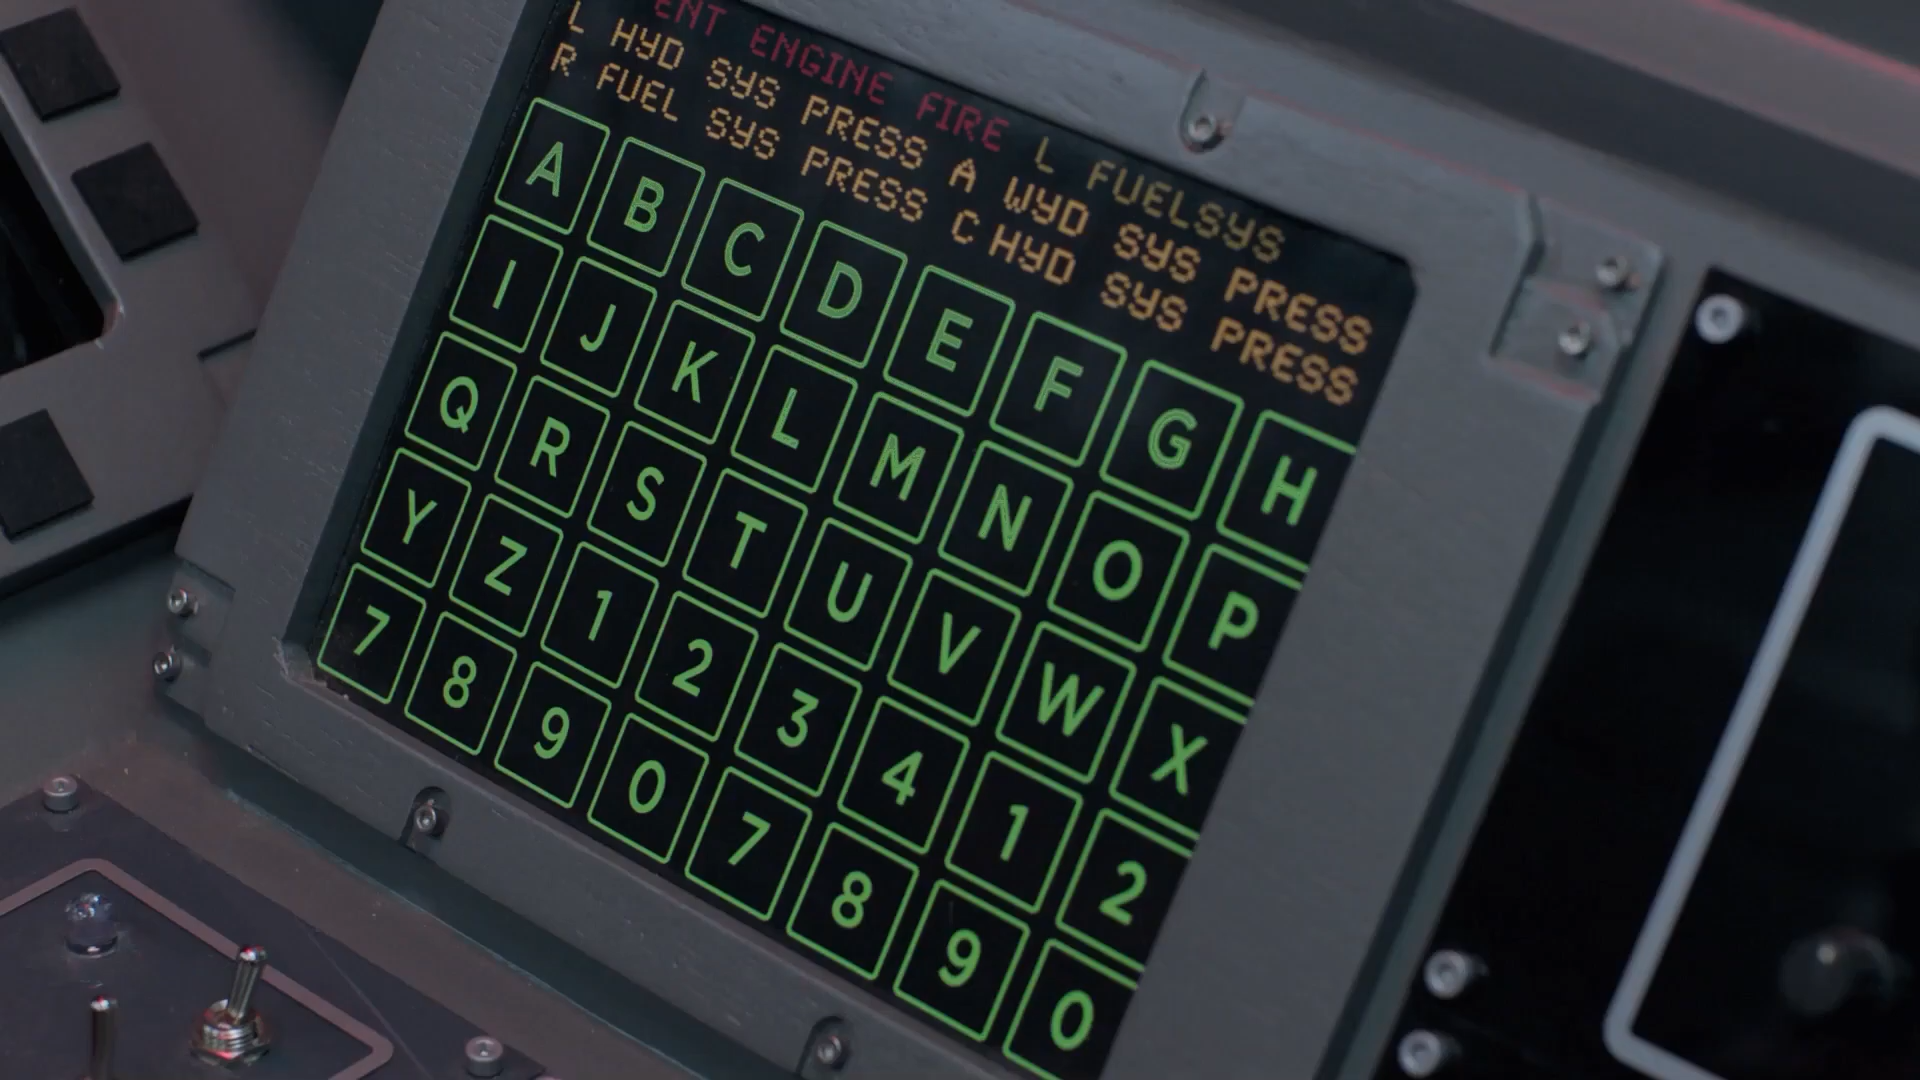 ENT ENGINE FIRE L FUELSYS
L HYD SYS PRESS A WYD SYS PRESS
R FUEL SYS PRESS C HYD SYS PRESS
A B C D E F G H
I J K L M N O P
Q R S T U V W X
Y Z 1 2 3 4 1 2
7 8 9 0 7 8 9 0